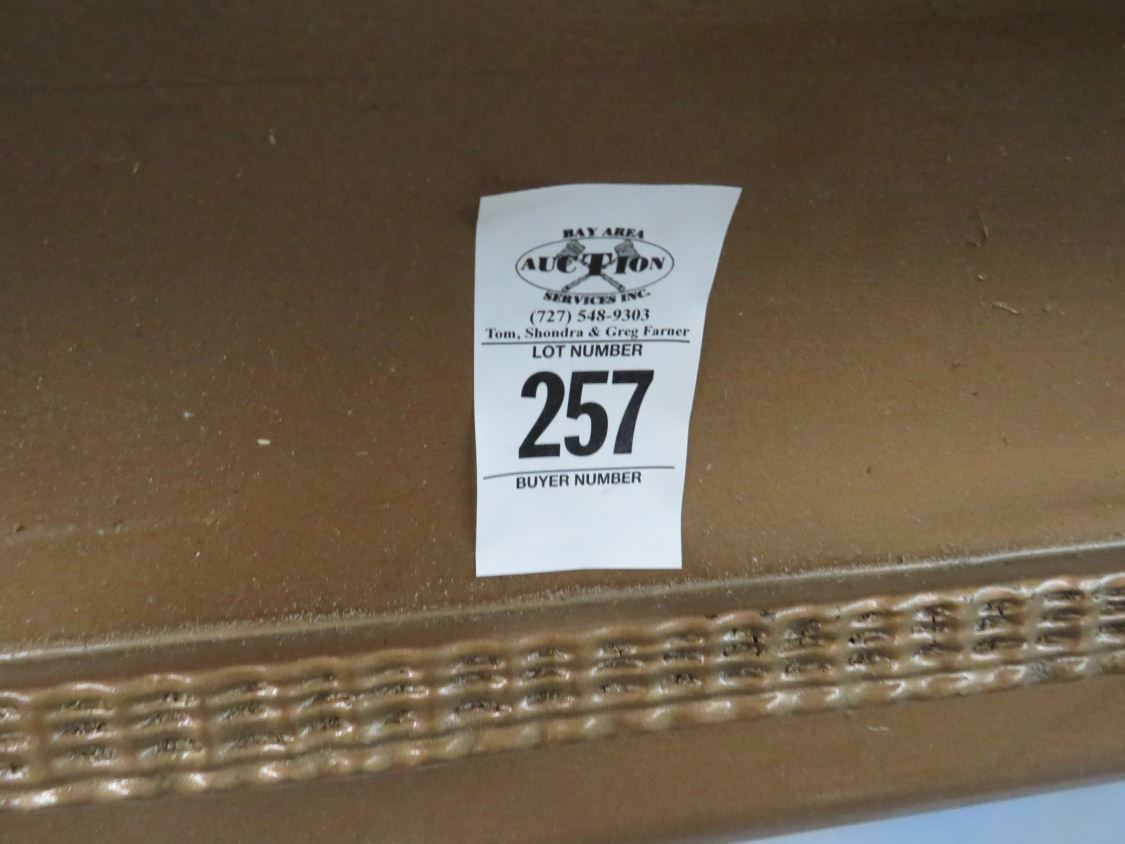 BAY AREA
AUCTION
SERVICES INC.
(727) 548-9303
Tom, Shondra & Greg Farner
LOT NUMBER
257
BUYER NUMBER